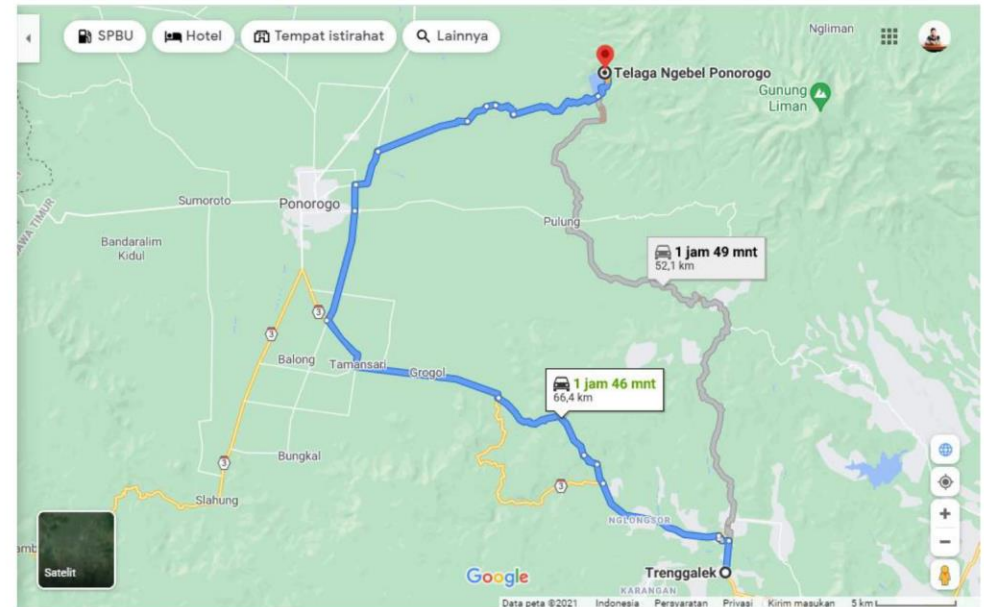 SPBU
Hotel
Tempat istirahat
Lainnya
Ngliman
Telaga Ngebel Ponorogo
Gunung
Liman
Sumoroto
Ponorogo
Pulung
Bandaralim
Kidul
1 jam 49 mnt
52,1 km
3
3
Balong
Tamansari
Grogol
1 jam 46 mnt
66,4 km
Bungkal
3
3
Slahung
NGLONGSOR
Satelit
Google
Trenggalek
KARANGAN
Data peta ©2021 Indonesia Persyaratan Privasi Kirim masukan 5 km